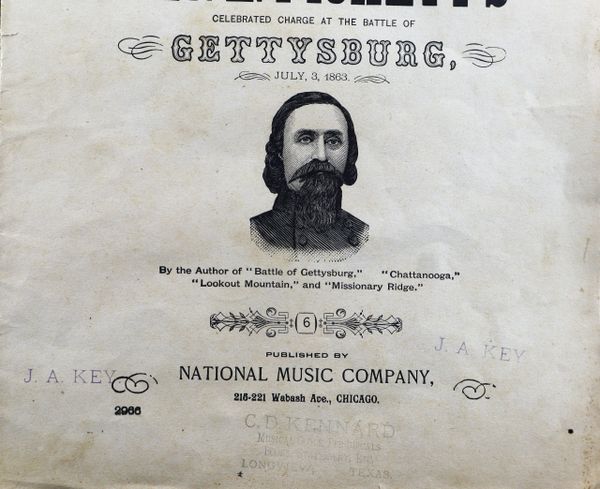 CELEBRATED CHARGE AT THE BATTLE OF
GETTYSBURG,
JULY, 3, 1863.
By the Author of "Battle of Gettysburg," "Chattanooga,"
"Lookout Mountain," and "Missionary Ridge."
6
PUBLISHED BY
J. A. KEY
NATIONAL MUSIC COMPANY,
J. A. KEY
215-221 Wabash Ave., CHICAGO.
2966
C. D. KENNARD
LONGVIEW, TEXAS.